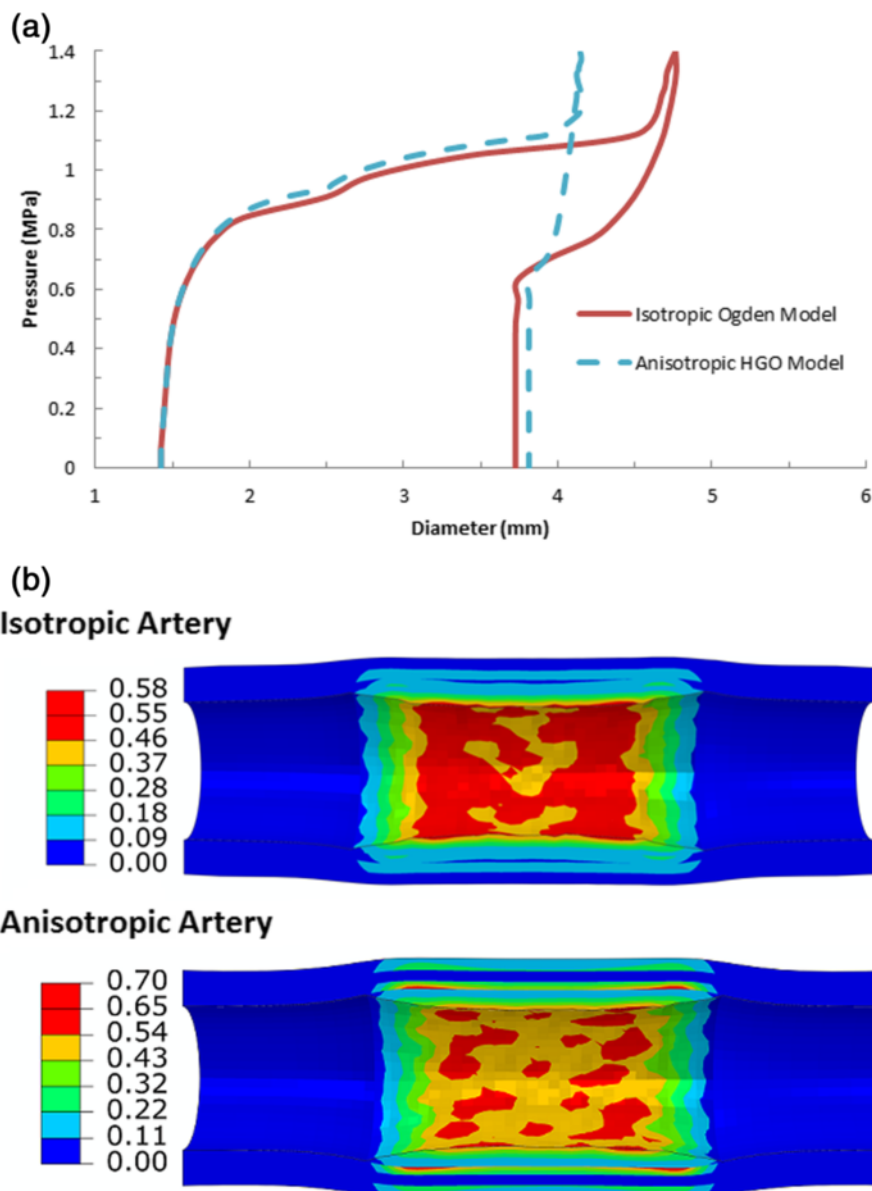 (a)
1.4
1.2
1
0.8
0.6
0.4
0.2
0
Pressure (MPa)
Isotropic Ogden Model
Anisotropic HGO Model
1 2 3 4 5 6
Diameter (mm)
(b)
Isotropic Artery
0.58
0.55
0.46
0.37
0.28
0.18
0.09
0.00
Anisotropic Artery
0.70
0.65
0.54
0.43
0.32
0.22
0.11
0.00